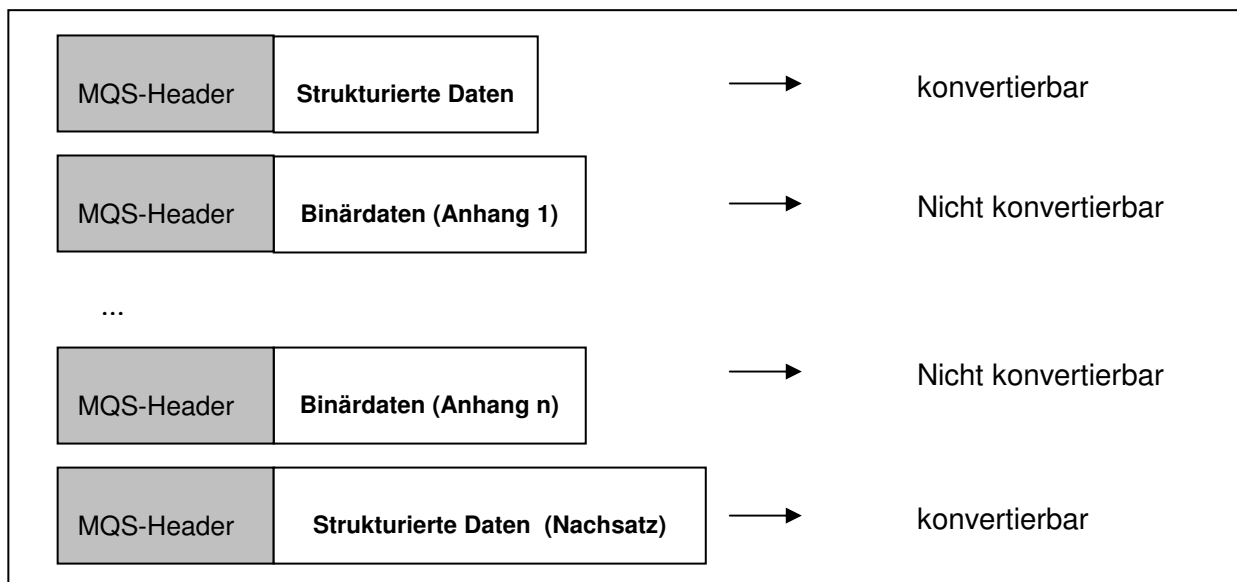 MQS-Header Strukturierte Daten konvertierbar
MQS-Header Binärdaten (Anhang 1) Nicht konvertierbar
...
MQS-Header Binärdaten (Anhang n) Nicht konvertierbar
MQS-Header Strukturierte Daten (Nachsatz) konvertierbar